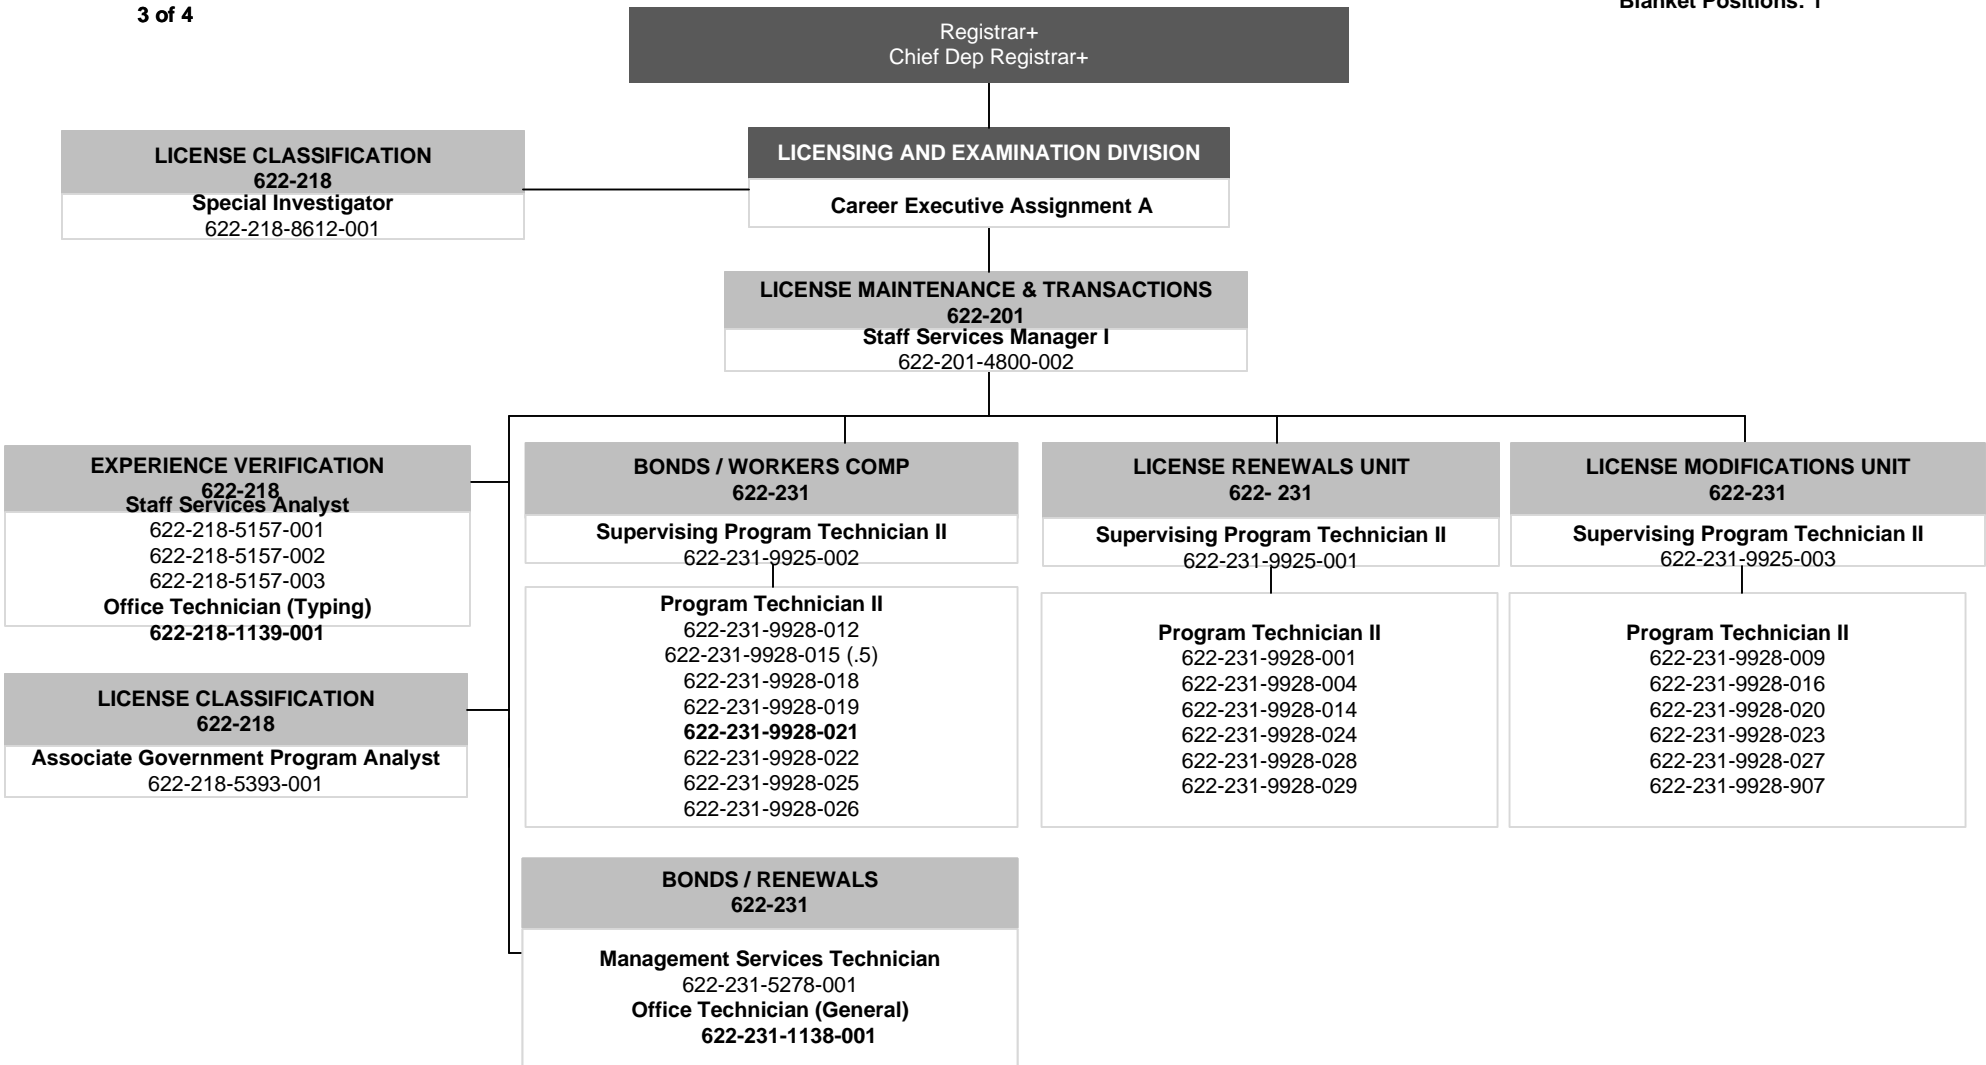 3 of 4
Blanket Positions: 1
Registrar+
Chief Dep Registrar+
LICENSE CLASSIFICATION
622-218
Special Investigator
622-218-8612-001
LICENSING AND EXAMINATION DIVISION
Career Executive Assignment A
LICENSE MAINTENANCE & TRANSACTIONS
622-201
Staff Services Manager I
622-201-4800-002
EXPERIENCE VERIFICATION
622-218
Staff Services Analyst
622-218-5157-001
622-218-5157-002
622-218-5157-003
Office Technician (Typing)
622-218-1139-001
LICENSE CLASSIFICATION
622-218
Associate Government Program Analyst
622-218-5393-001
BONDS / WORKERS COMP
622-231
Supervising Program Technician II
622-231-9925-002
Program Technician II
622-231-9928-012
622-231-9928-015 (.5)
622-231-9928-018
622-231-9928-019
622-231-9928-021
622-231-9928-022
622-231-9928-025
622-231-9928-026
BONDS / RENEWALS
622-231
Management Services Technician
622-231-5278-001
Office Technician (General)
622-231-1138-001
LICENSE RENEWALS UNIT
622- 231
Supervising Program Technician II
622-231-9925-001
Program Technician II
622-231-9928-001
622-231-9928-004
622-231-9928-014
622-231-9928-024
622-231-9928-028
622-231-9928-029
LICENSE MODIFICATIONS UNIT
622-231
Supervising Program Technician II
622-231-9925-003
Program Technician II
622-231-9928-009
622-231-9928-016
622-231-9928-020
622-231-9928-023
622-231-9928-027
622-231-9928-907